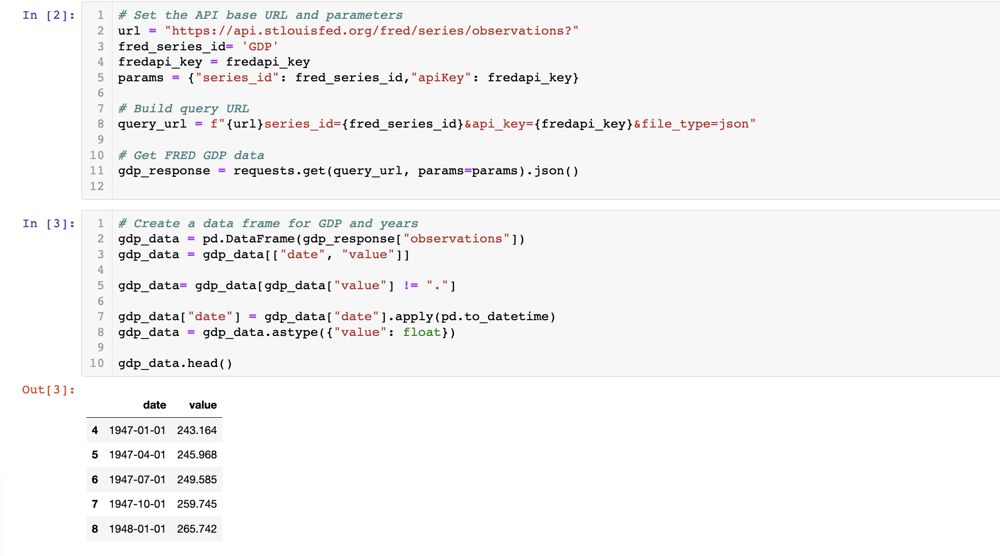 In [2]:
1 # Set the API base URL and parameters
2 url = "https://api.stlouisfed.org/fred/series/observations?"
3 fred_series_id= 'GDP'
4 fredapi_key = fredapi_key
5 params = {"series_id": fred_series_id,"apiKey": fredapi_key}
6
7 # Build query URL
8 query_url = f"{url}series_id={fred_series_id}&api_key={fredapi_key}&file_type=json"
9
10 # Get FRED GDP data
11 gdp_response = requests.get(query_url, params=params).json()
12
In [3]:
1 # Create a data frame for GDP and years
2 gdp_data = pd.DataFrame(gdp_response["observations"])
3 gdp_data = gdp_data[["date", "value"]]
4
5 gdp_data= gdp_data[gdp_data["value"] != "."]
6
7 gdp_data["date"] = gdp_data["date"].apply(pd.to_datetime)
8 gdp_data = gdp_data.astype({"value": float})
9
10 gdp_data.head()
Out[3]:
date value
4 1947-01-01 243.164
5 1947-04-01 245.968
6 1947-07-01 249.585
7 1947-10-01 259.745
8 1948-01-01 265.742